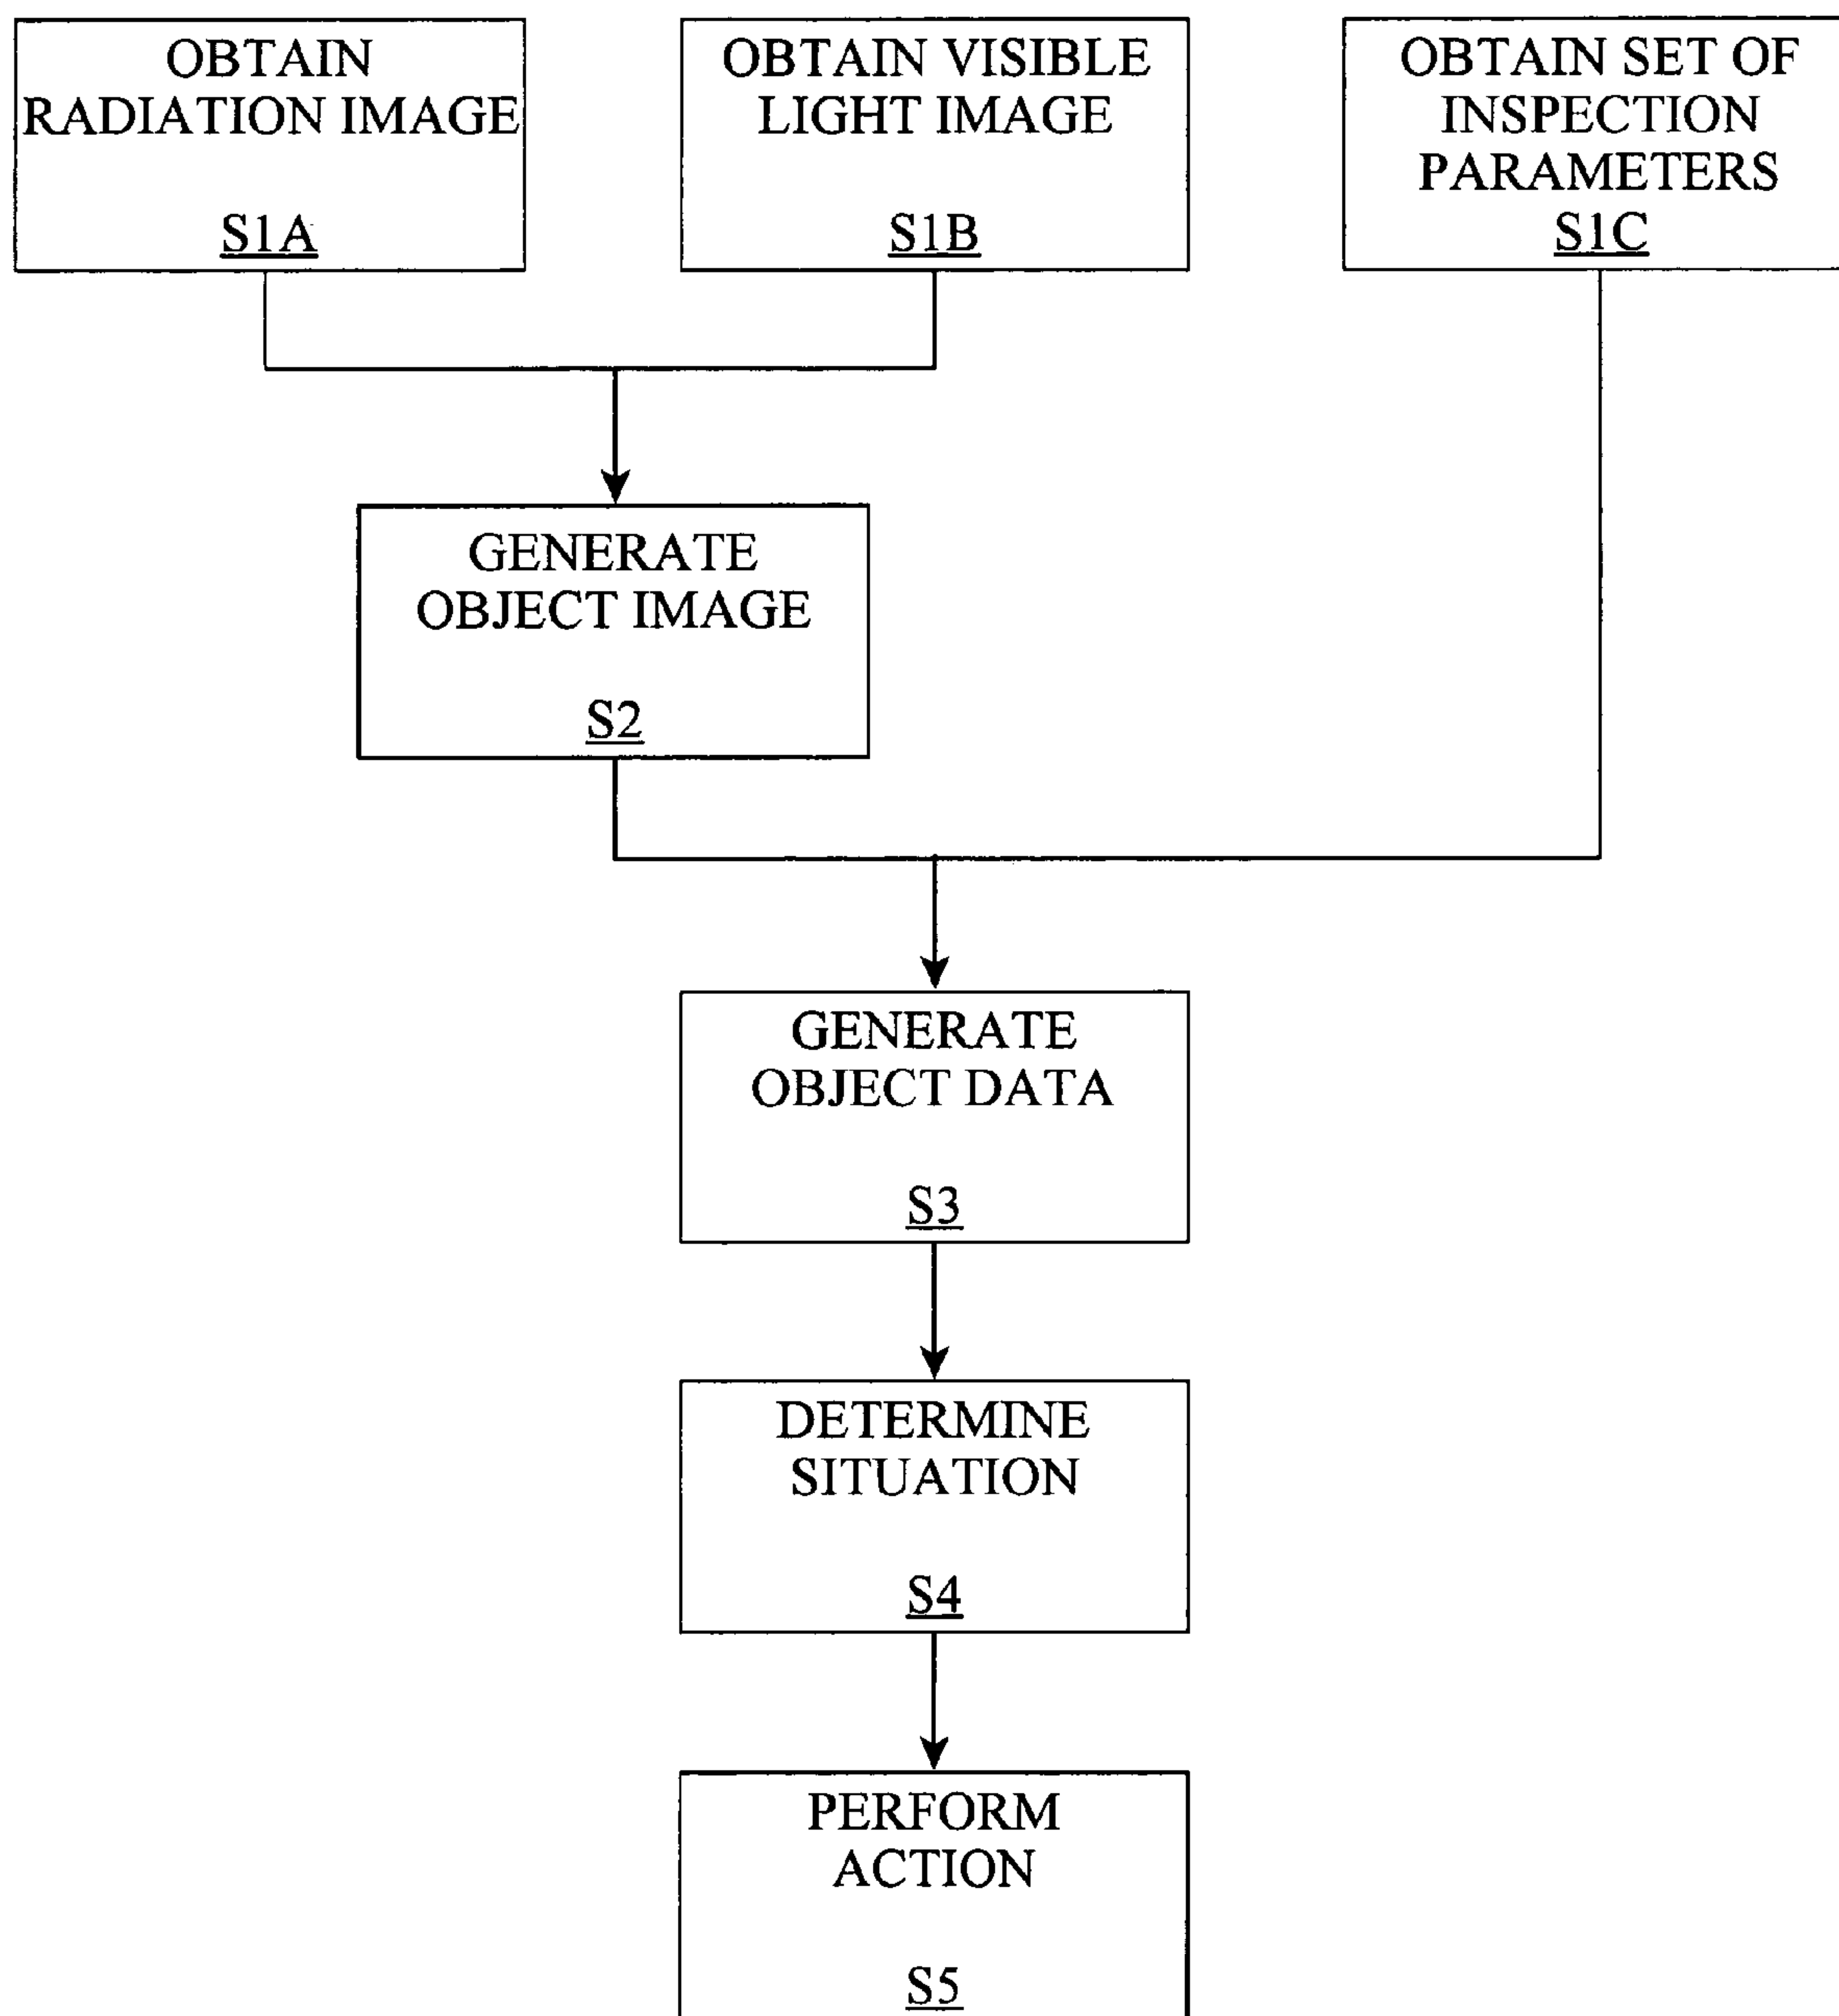 OBTAIN
RADIATION IMAGE
S1A
OBTAIN VISIBLE
LIGHT IMAGE
S1B
OBTAIN SET OF
INSPECTION
PARAMETERS
S1C
GENERATE
OBJECT IMAGE
S2
GENERATE
OBJECT DATA
S3
DETERMINE
SITUATION
S4
PERFORM
ACTION
S5